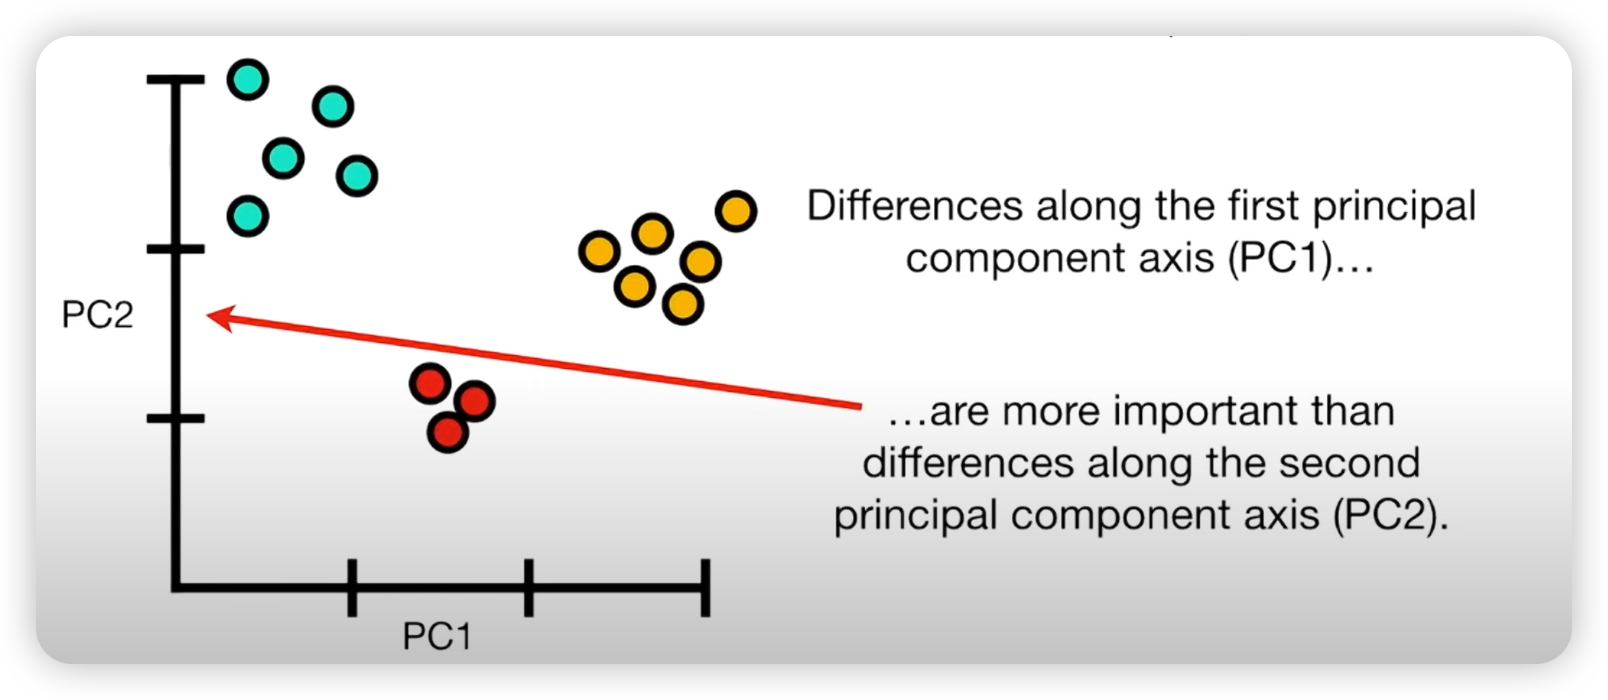 Differences along the first principal
component axis (PC1)...
PC2
...are more important than
differences along the second
principal component axis (PC2).
PC1